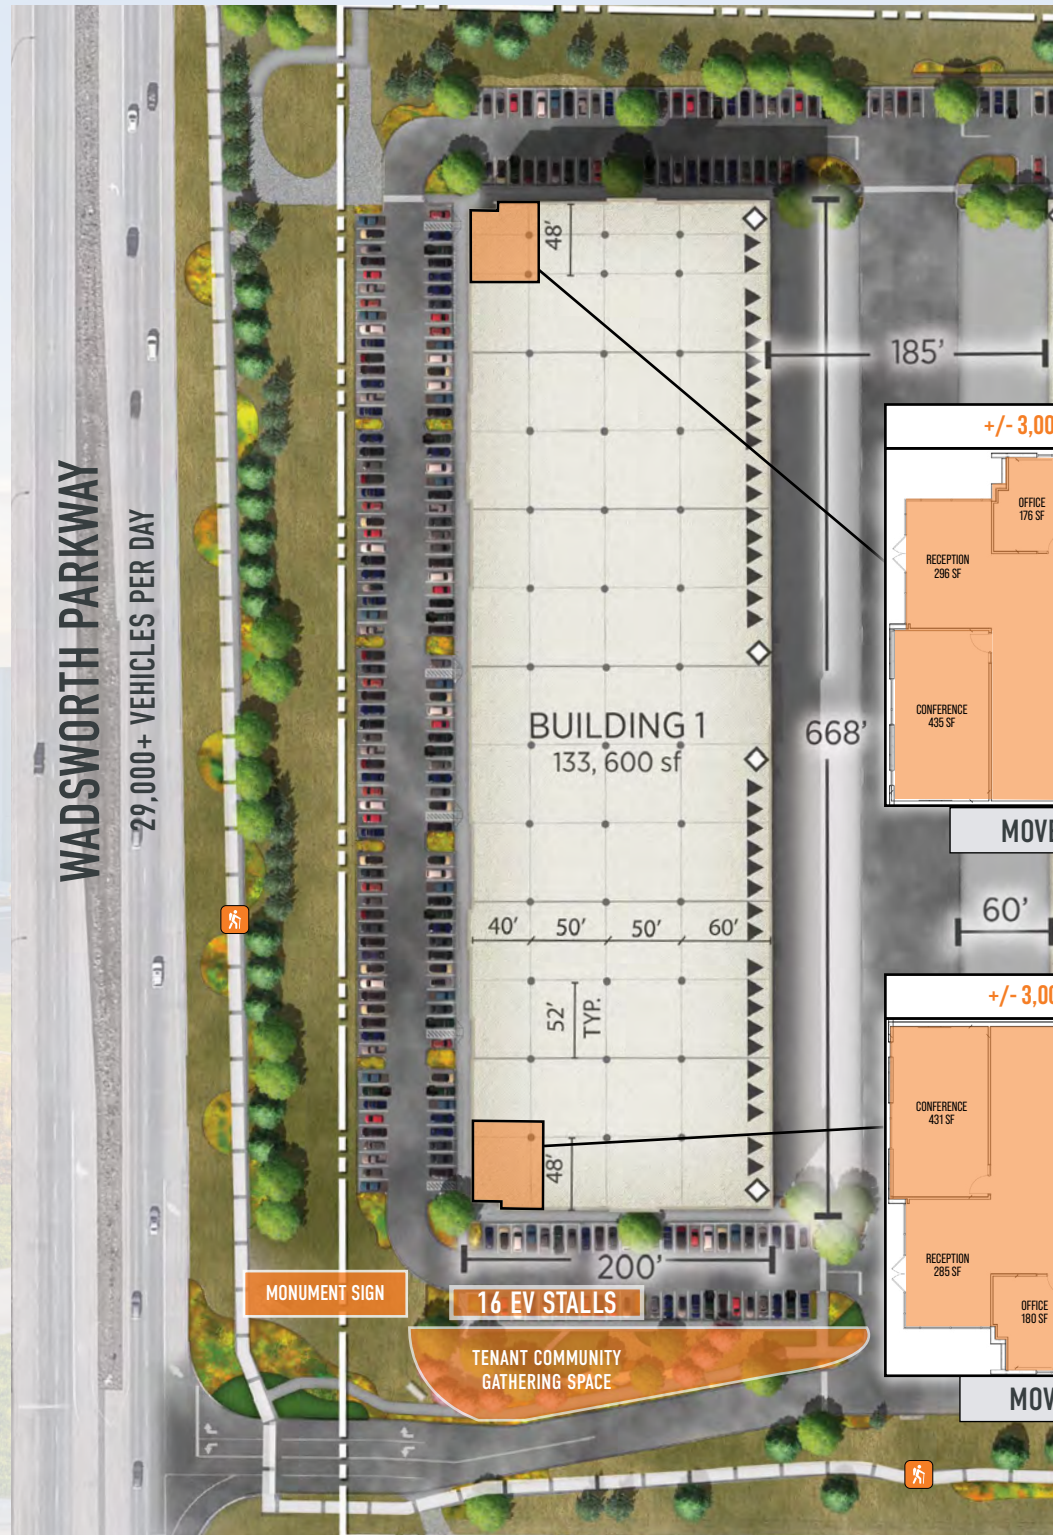 WADSWORTH PARKWAY
29,000+ VEHICLES PER DAY
48'
185'
BUILDING 1
133, 600 sf
668'
40' 50' 50' 60'
52'
TYP.
48'
60'
200'
MONUMENT SIGN
16 EV STALLS
TENANT COMMUNITY
GATHERING SPACE
+/- 3,00
OFFICE
176 SF
RECEPTION
296 SF
CONFERENCE
435 SF
MOVE
+/- 3,00
CONFERENCE
431 SF
RECEPTION
285 SF
OFFICE
180 SF
MOV